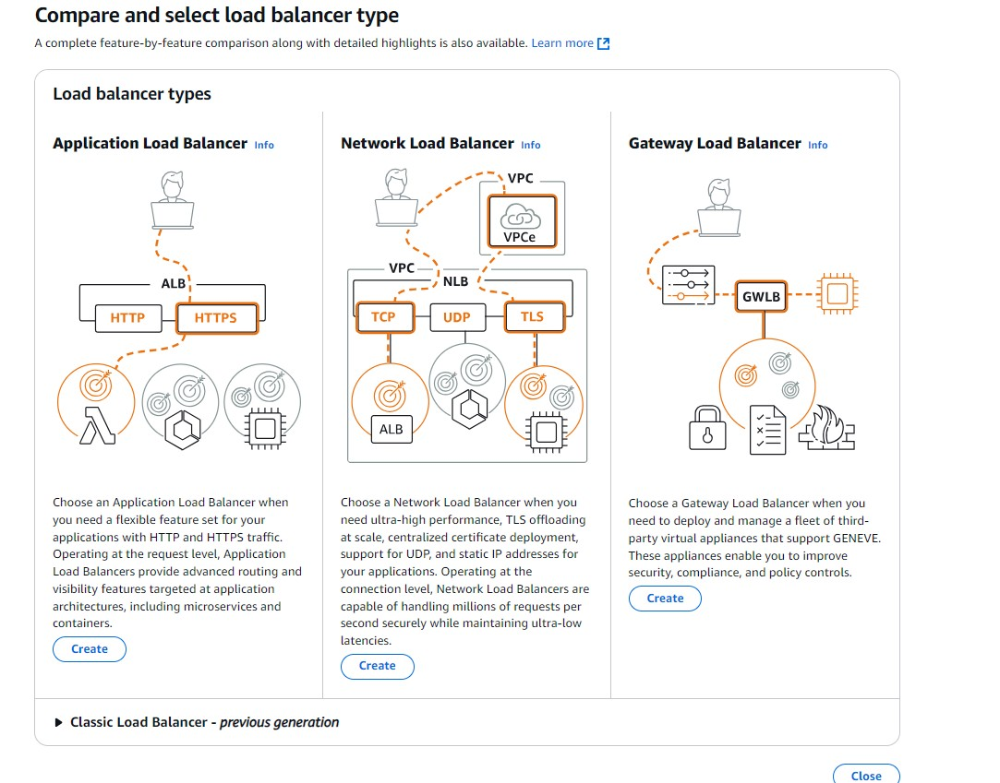 Compare and select load balancer type
A complete feature-by-feature comparison along with detailed highlights is also available. Learn more
Load balancer types
Application Load Balancer Info
ALB
HTTP
HTTPS
Choose an Application Load Balancer when
you need a flexible feature set for your
applications with HTTP and HTTPS traffic.
Operating at the request level, Application
Load Balancers provide advanced routing and
visibility features targeted at application
architectures, including microservices and
containers.
Create
Network Load Balancer Info
VPC
VPCe
VPC
NLB
TCP
UDP
TLS
ALB
Choose a Network Load Balancer when you
need ultra-high performance, TLS offloading
at scale, centralized certificate deployment,
support for UDP, and static IP addresses for
your applications. Operating at the
connection level, Network Load Balancers are
capable of handling millions of requests per
second securely while maintaining ultra-low
latencies.
Create
Gateway Load Balancer Info
GWLB
Choose a Gateway Load Balancer when you
need to deploy and manage a fleet of third-
party virtual appliances that support GENEVE.
These appliances enable you to improve
security, compliance, and policy controls.
Create
Classic Load Balancer - previous generation
Close